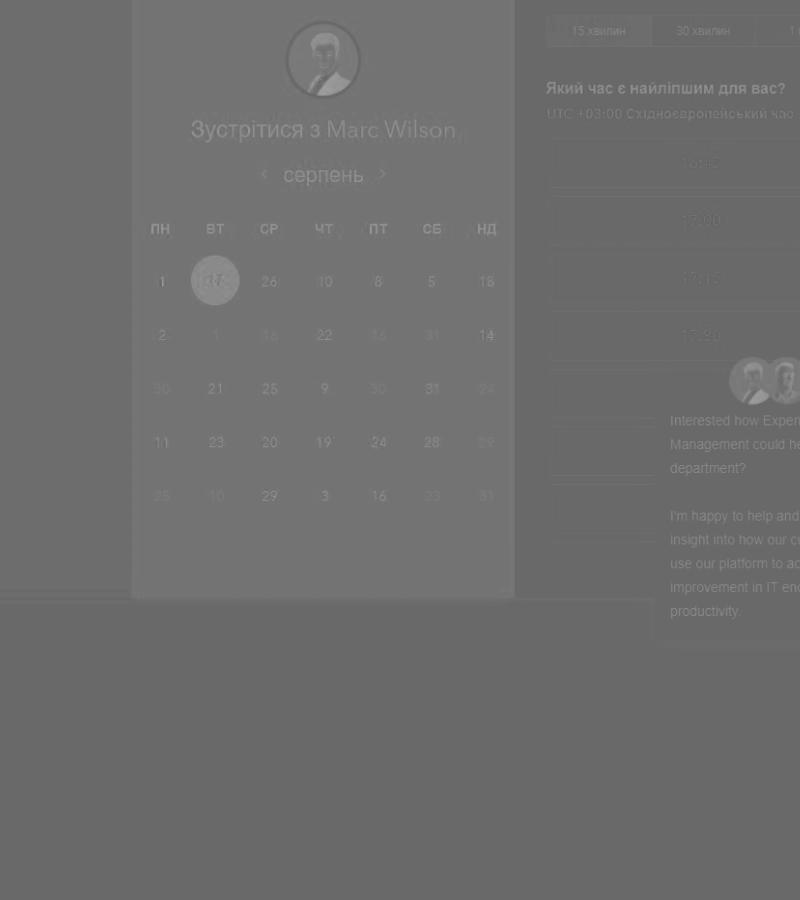 Зустрітися з Marc Wilson
серпень
ПН ВТ СР ЧТ ПТ СБ НД
1 17 26 10 8 5 18
2 1 16 22 16 31 14
30 21 25 9 30 31 24
11 23 20 19 24 28 29
25 10 29 3 16 23 31
15 хвилин 30 хвилин 1
Який час є найліпшим для вас?
UTC +03:00 Східноєвропейський час
16:45
17:00
17:15
17:30
Interested how Exper
Management could he
department?
I'm happy to help and
insight into how our cu
use our platform to ac
improvement in IT end
productivity.